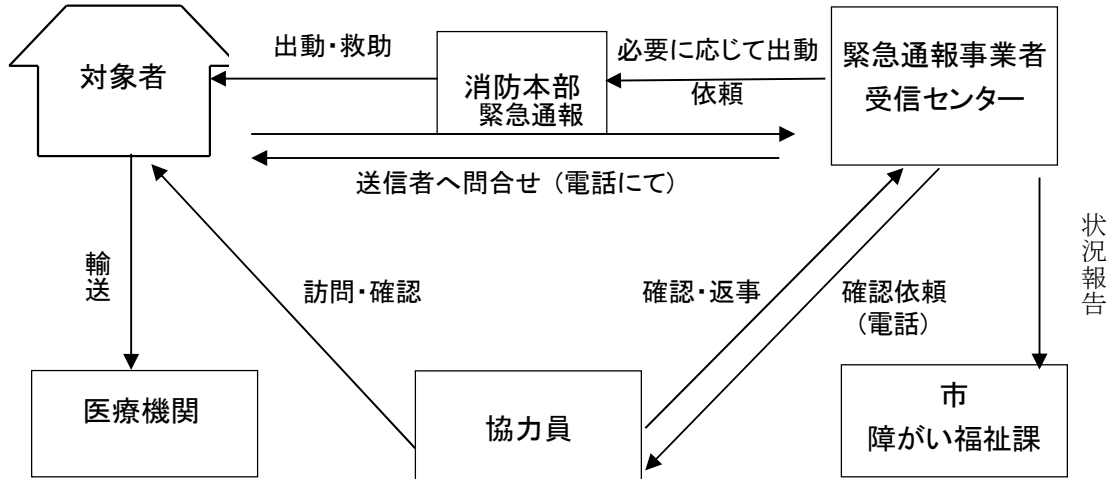 出動・救助
必要に応じて出動
依頼
緊急通報事業者
受信センター
対象者
消防本部
緊急通報
送信者へ問合せ（電話にて）
輸送
訪問・確認
確認・返事
確認依頼
（電話）
状況報告
医療機関
協力員
市
障がい福祉課